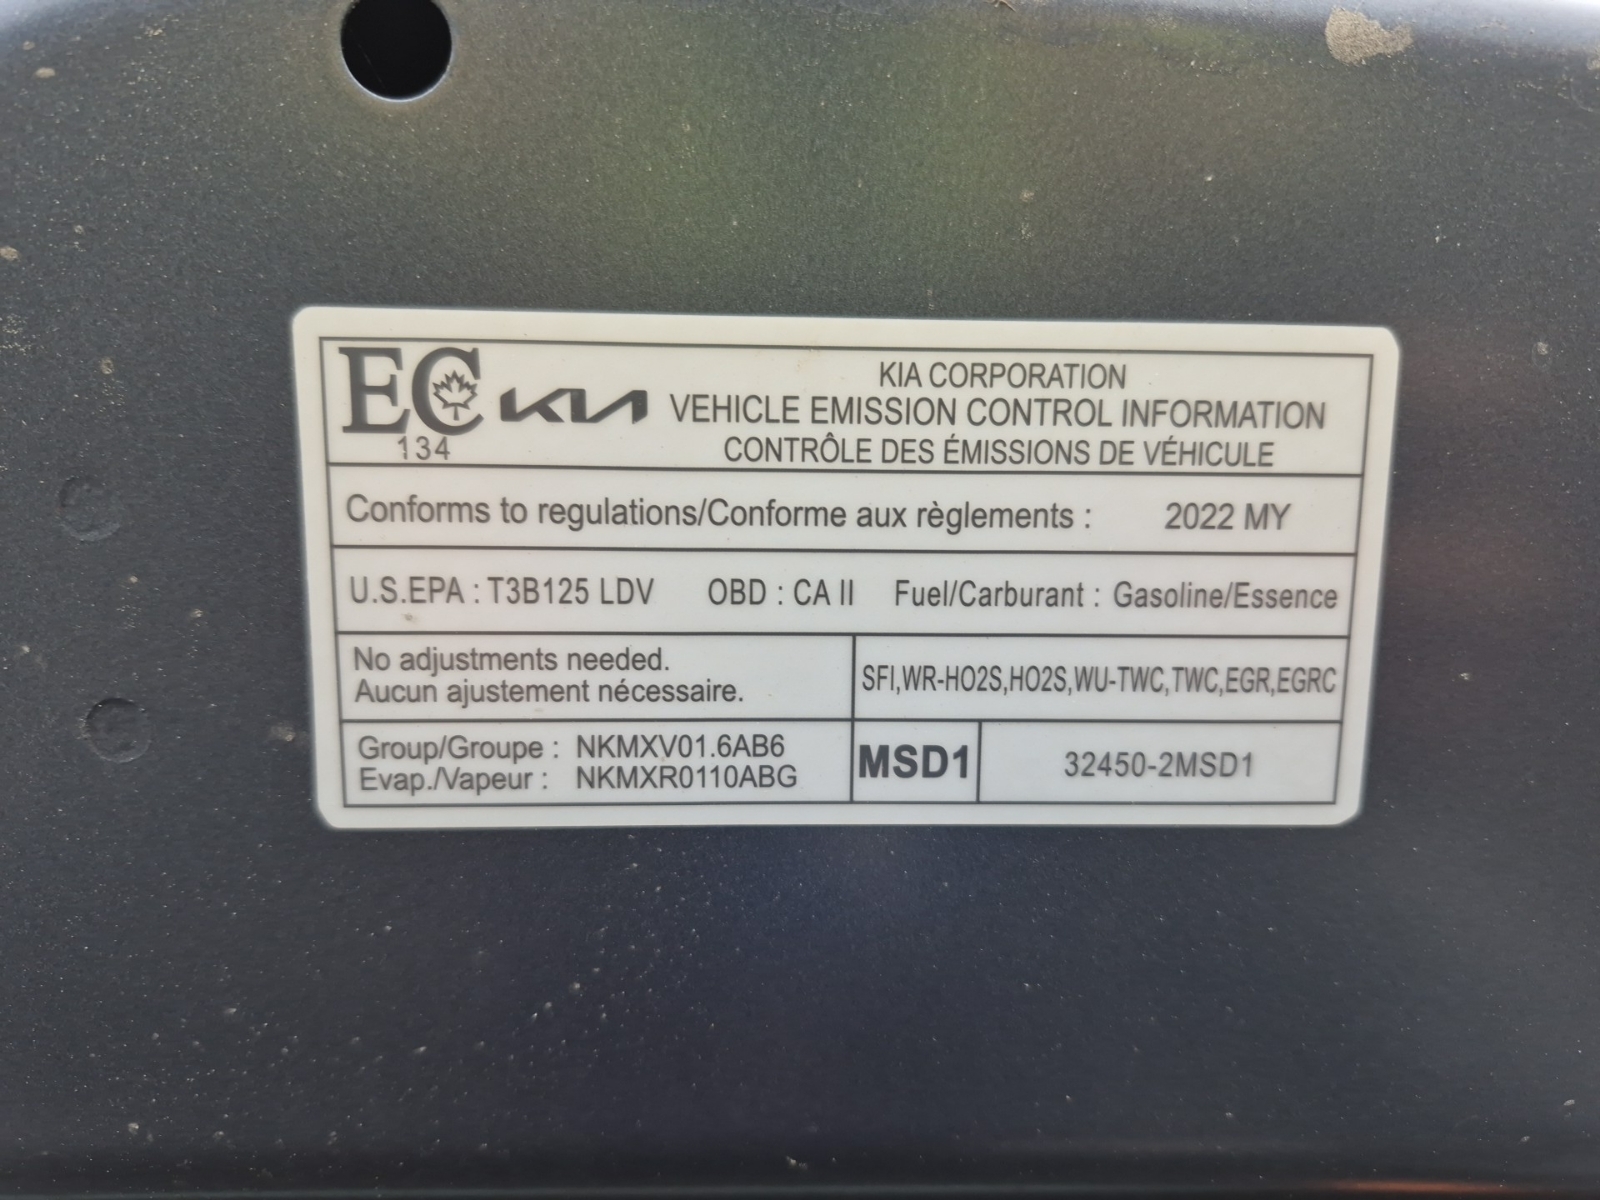 EC
134
KIA
KIA CORPORATION
VEHICLE EMISSION CONTROL INFORMATION
CONTRÔLE DES ÉMISSIONS DE VÉHICULE
Conforms to regulations/Conforme aux règlements : 2022 MY
U.S.EPA : T3B125 LDV OBD : CA II Fuel/Carburant : Gasoline/Essence
No adjustments needed.
Aucun ajustement nécessaire.
SFI,WR-HO2S,HO2S,WU-TWC,TWC,EGR,EGRC
Group/Groupe : NKMXV01.6AB6
Evap./Vapeur : NKMXR0110ABG
MSD1
32450-2MSD1